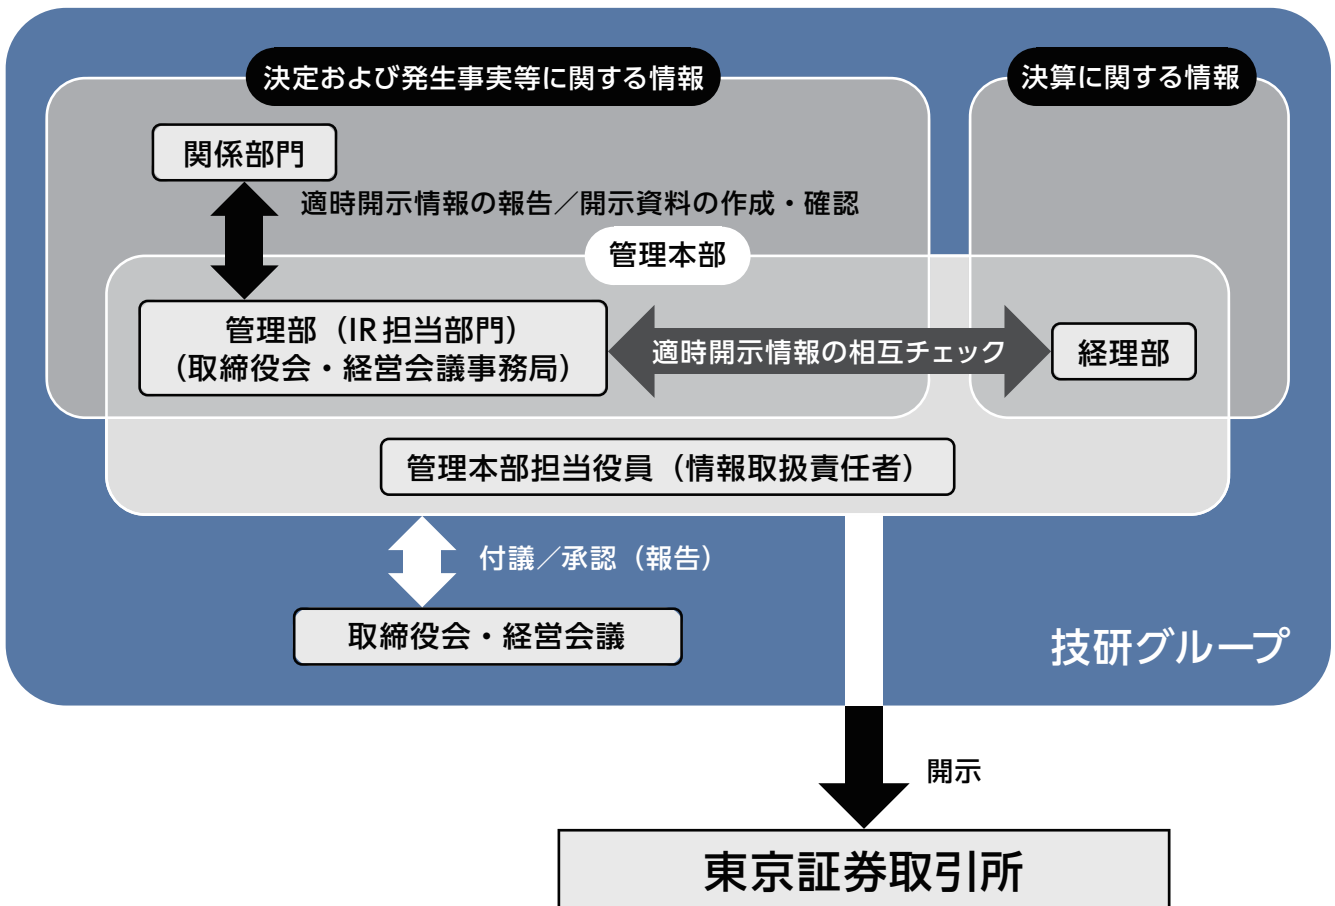 決定および発生事実等に関する情報
決算に関する情報
関係部門
適時開示情報の報告／開示資料の作成・確認
管理本部
管理部（IR担当部門）
（取締役会・経営会議事務局）
適時開示情報の相互チェック
経理部
管理本部担当役員（情報取扱責任者）
付議／承認（報告）
取締役会・経営会議
技研グループ
開示
東京証券取引所